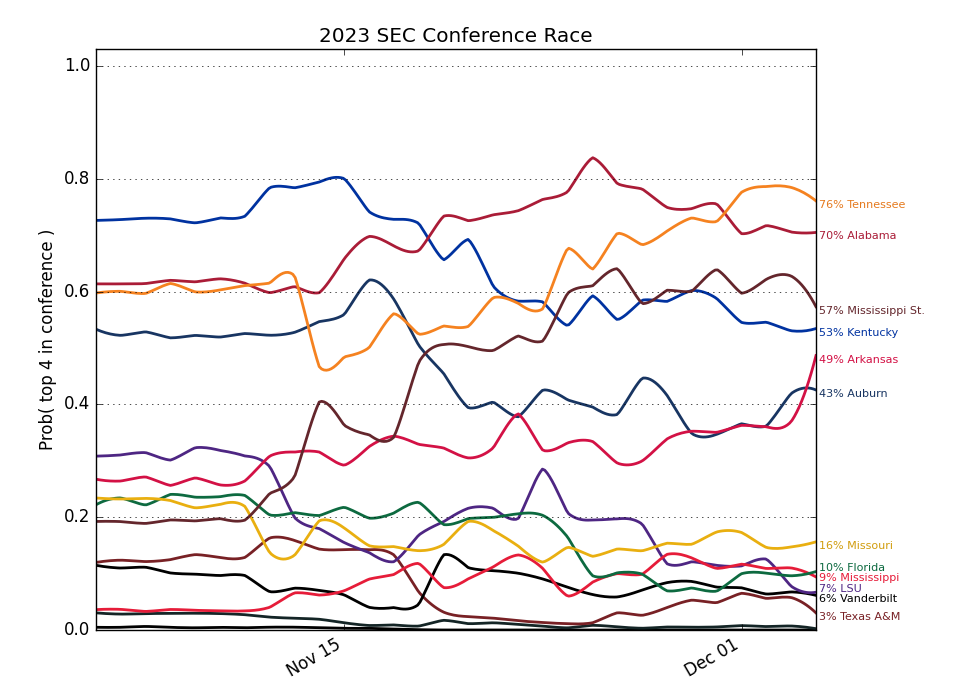 2023 SEC Conference Race
Prob( top 4 in conference )
1.0
0.8
0.6
0.4
0.2
0.0
Nov 15
Dec 01
76% Tennessee
70% Alabama
57% Mississippi St.
53% Kentucky
49% Arkansas
43% Auburn
16% Missouri
10% Florida
9% Mississippi
7% LSU
6% Vanderbilt
3% Texas A&M